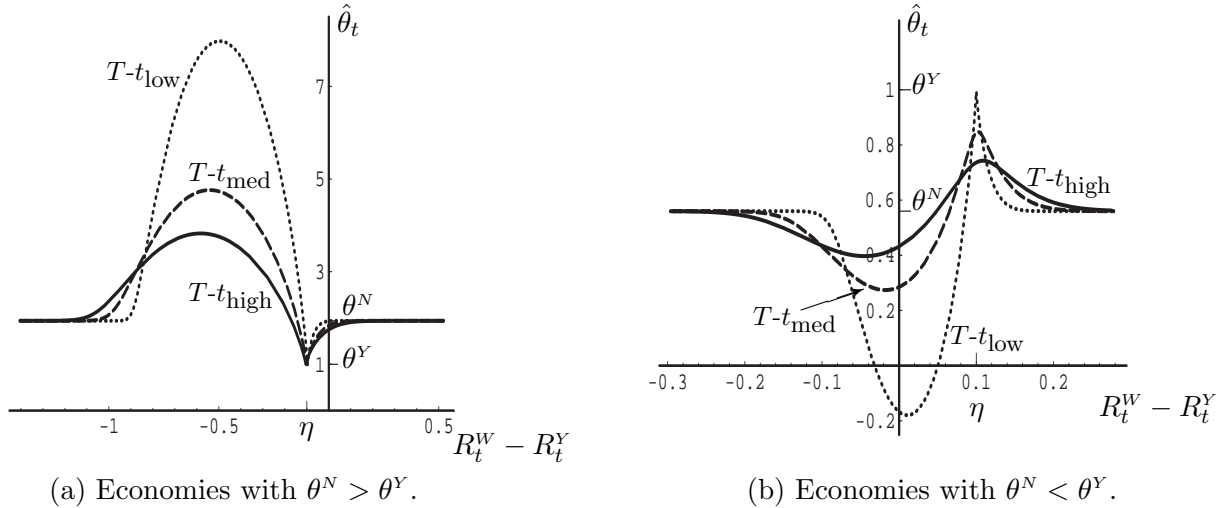 θ̂_t
7
T-t_low
T-t_med
5
3
T-t_high
θ^N
θ^Y
1
-1 -0.5 η 0.5
R_t^W − R_t^Y
(a) Economies with θ^N > θ^Y.
θ̂_t
1 θ^Y
0.8
T-t_high
0.6 θ^N
0.4
T-t_med
0.2
T-t_low
-0.3 -0.2 -0.1 0.1 0.2
η
R_t^W − R_t^Y
-0.2
(b) Economies with θ^N < θ^Y.